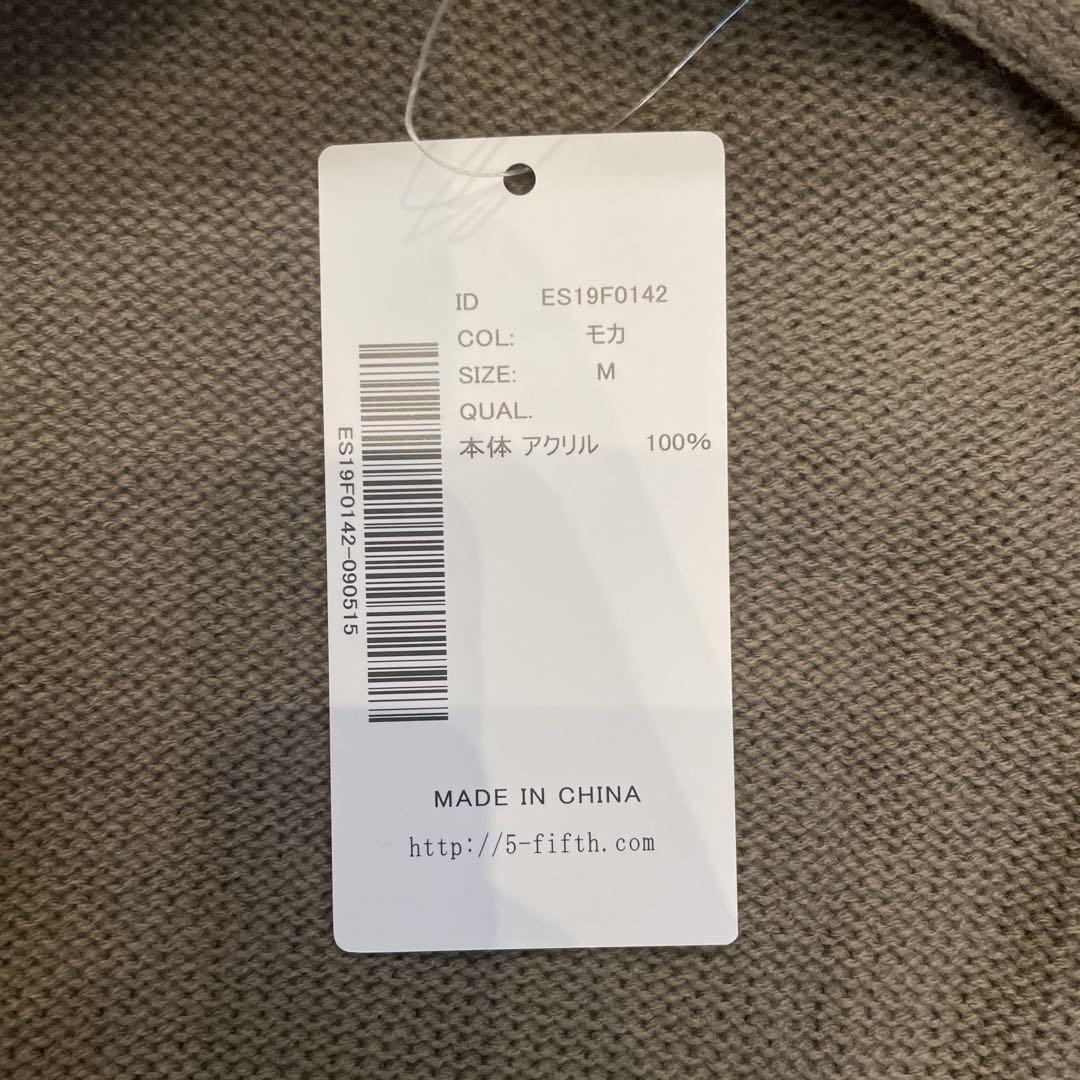 ID ES19F0142
COL: モカ
SIZE: M
QUAL.
本体 アクリル 100%
ES19F0142-090515
MADE IN CHINA
http://5-fifth.com